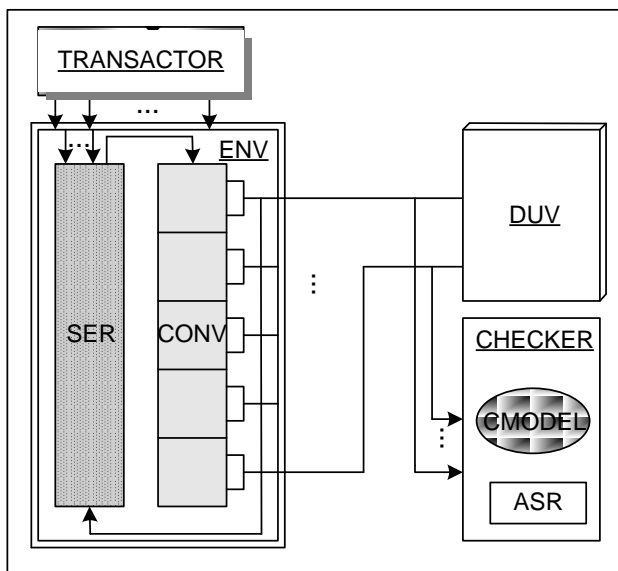 TRANSACTOR
...
...
ENV
SER
CONV
...
DUV
CHECKER
CMODEL
...
ASR